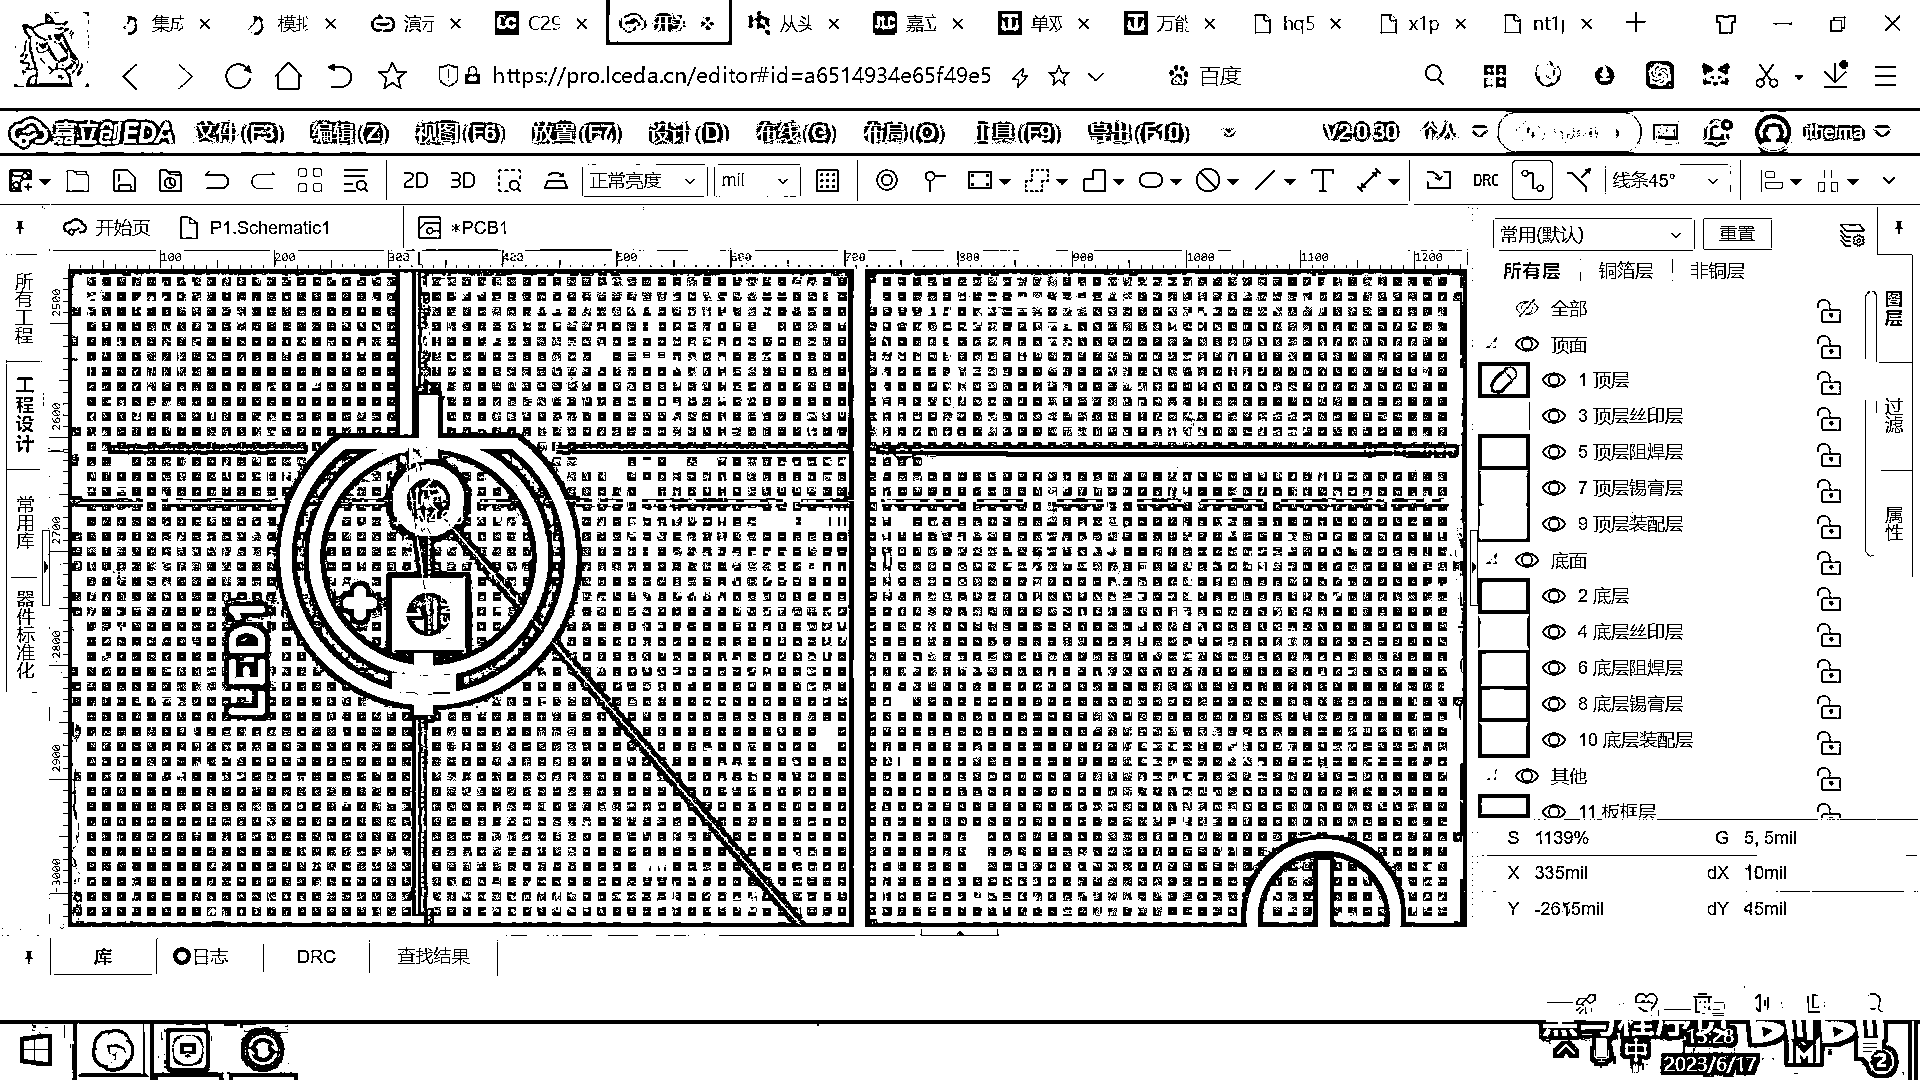 集成 模拟 演示 C29 开 从头 嘉立 单双 万能 hq5 x1p nt1j
https://pro.lceda.cn/editor#id=a6514934e65f49e5 百度
嘉立创EDA 文件(F3) 编辑(Z) 视图(F6) 放置(F7) 设计(D) 布线(G) 布局(O) 工具(F9) 导出(F10) V2.0.30 个人 itheima
2D 3D 正常亮度 mil DRC 线条45°
开始页 P1.Schematic1 *PCB1
常用(默认) 重置
所有层 铜箔层 非铜层
100 200 300 420 500 600 700 800 900 1000 1100 1200
-2500
-2600
-2700
-2800
-2900
-3000
所有工程
工程设计
常用库
器件标准化
LED1
全部
顶面
1 顶层
3 顶层丝印层
5 顶层阻焊层
7 顶层锡膏层
9 顶层装配层
底面
2 底层
4 底层丝印层
6 底层阻焊层
8 底层锡膏层
10 底层装配层
其他
11 板框层
图层
过滤
属性
S 1139% G 5, 5mil
X 335mil dX 10mil
Y -2615mil dY 45mil
库 日志 DRC 查找结果
中 15:28
2023/6/17 2